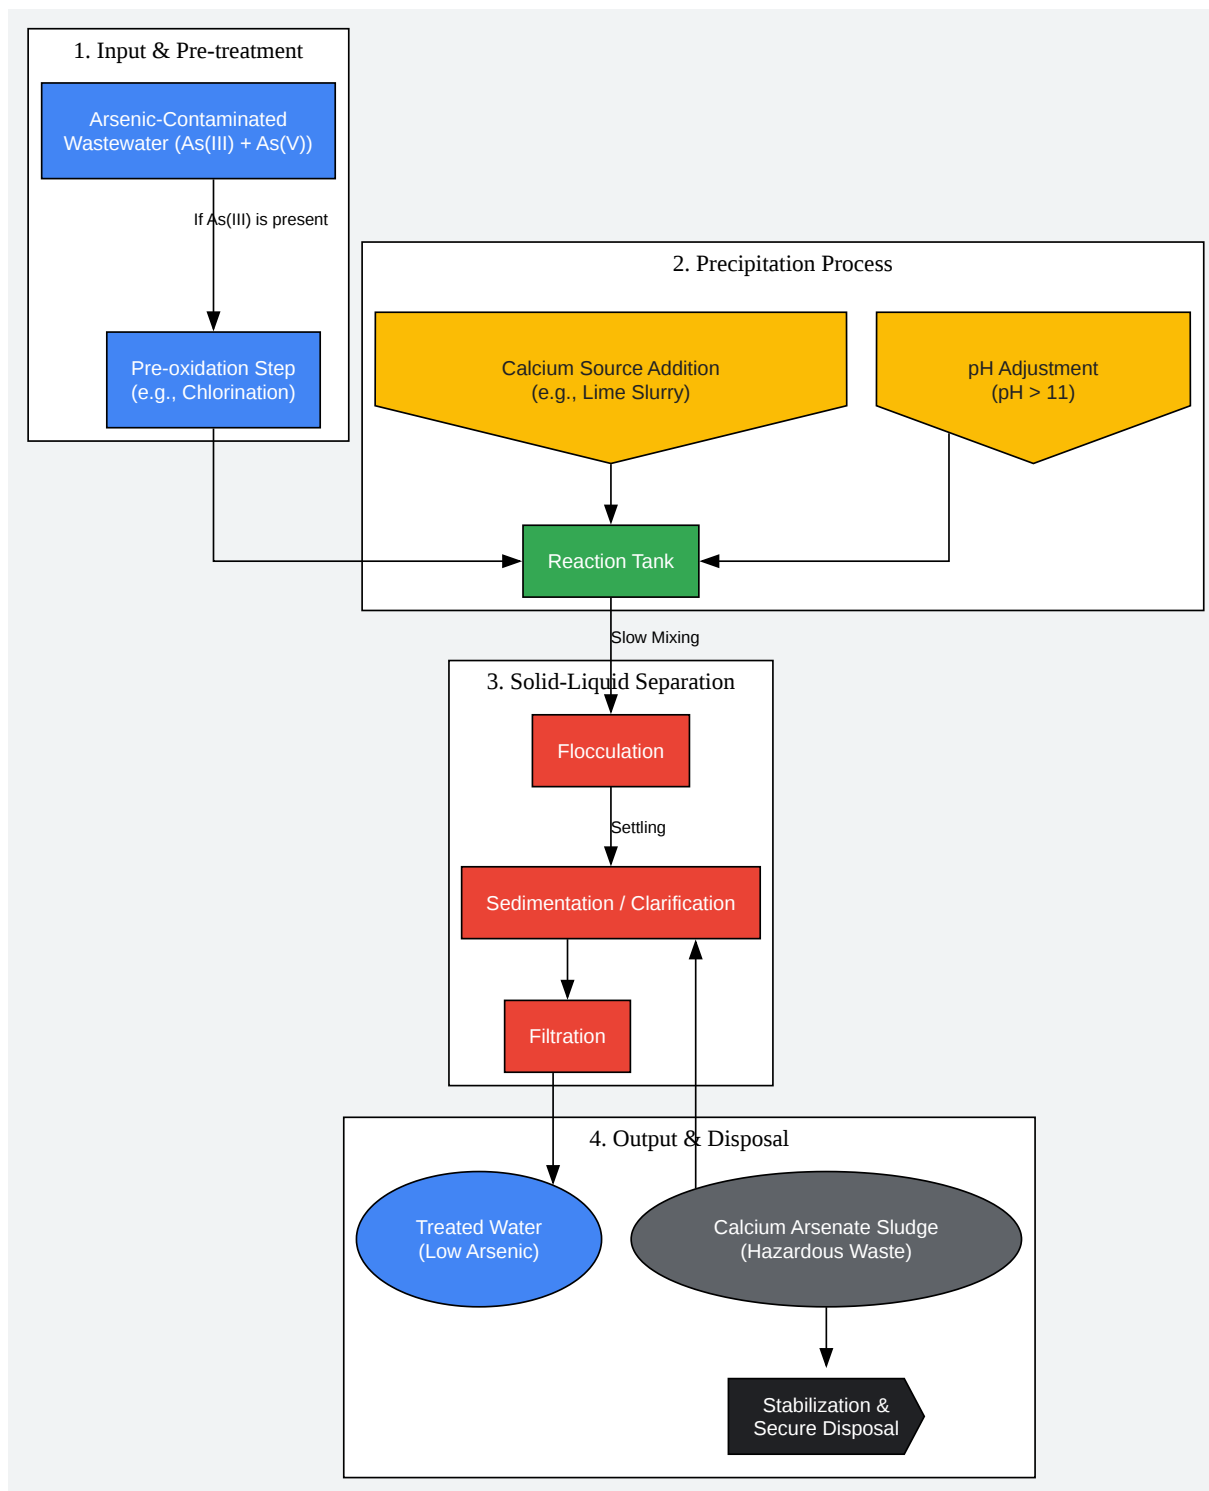 1. Input & Pre-treatment
Arsenic-Contaminated
Wastewater (As(III) + As(V))
If As(III) is present
Pre-oxidation Step
(e.g., Chlorination)
2. Precipitation Process
Calcium Source Addition
(e.g., Lime Slurry)
pH Adjustment
(pH > 11)
Reaction Tank
Slow Mixing
3. Solid-Liquid Separation
Flocculation
Settling
Sedimentation / Clarification
Filtration
4. Output & Disposal
Treated Water
(Low Arsenic)
Calcium Arsenate Sludge
(Hazardous Waste)
Stabilization &
Secure Disposal